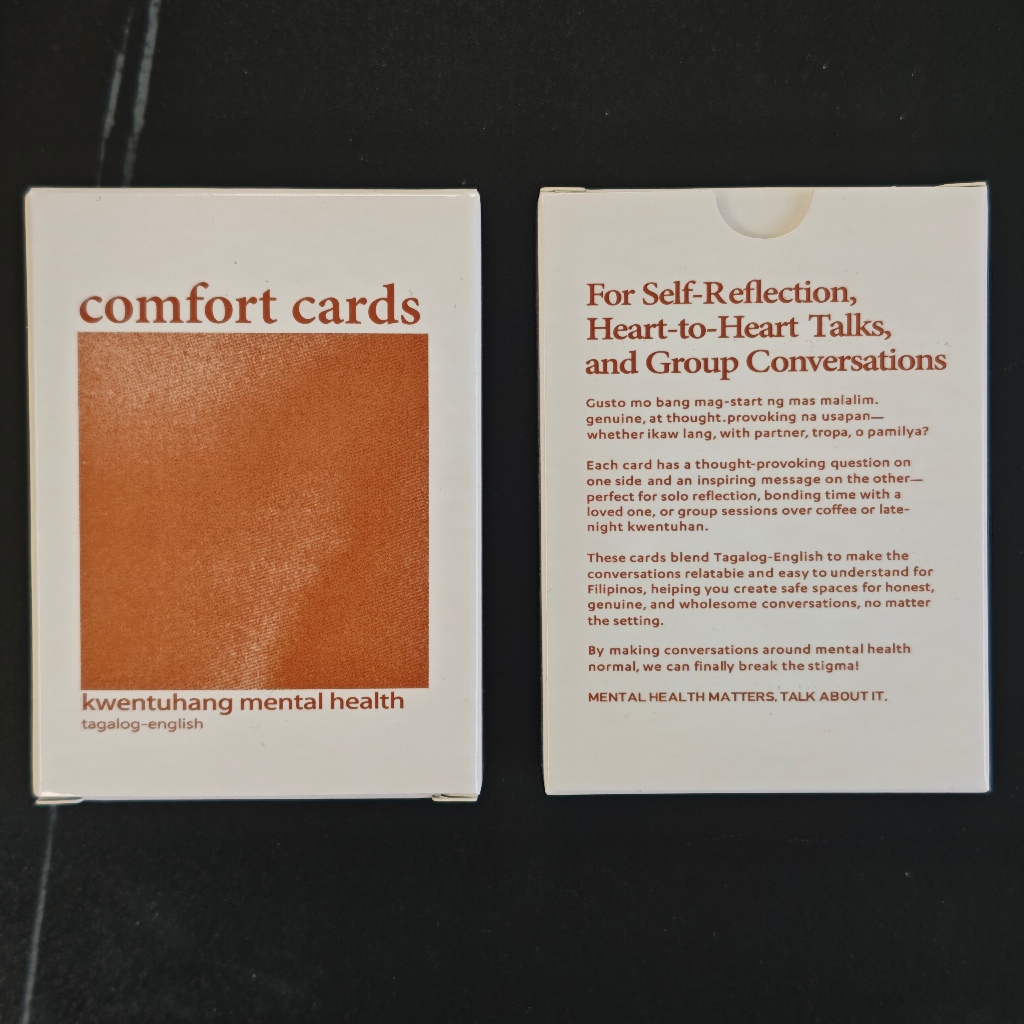 comfort cards
kwentuhang mental health
tagalog-english
For Self-Reflection,
Heart-to-Heart Talks,
and Group Conversations
Gusto mo bang mag-start ng mas malalim.
genuine, at thought.provoking na usapan—
whether ikaw lang, with partner, tropa, o pamilya?
Each card has a thought-provoking question on
one side and an inspiring message on the other—
perfect for solo reflection, bonding time with a
loved one, or group sessions over coffee or late-
night kwentuhan.
These cards blend Tagalog-English to make the
conversations relatabie and easy to understand for
Filipinos, heiping you create safe spaces for honest,
genuine, and wholesome conversations, no matter
the setting.
By making conversations around mental health
normal, we can finally break the stigma!
MENTAL HEALTH MATTERS, TALK ABOUT IT.